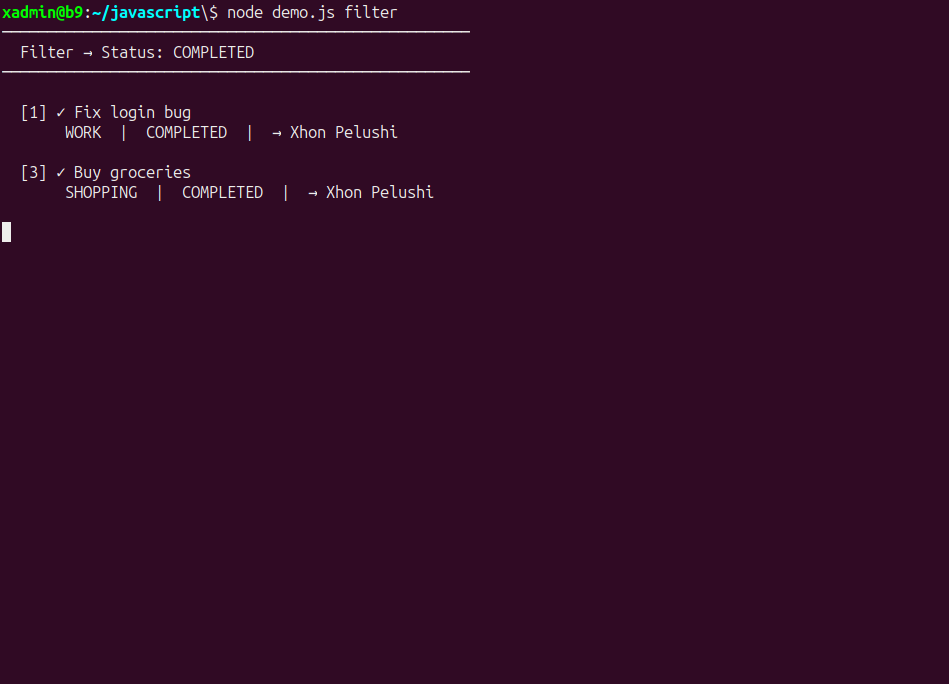 xadmin@b9:~/javascript\$ node demo.js filter
Filter → Status: COMPLETED
[1] ✓ Fix login bug
WORK | COMPLETED | → Xhon Pelushi
[3] ✓ Buy groceries
SHOPPING | COMPLETED | → Xhon Pelushi